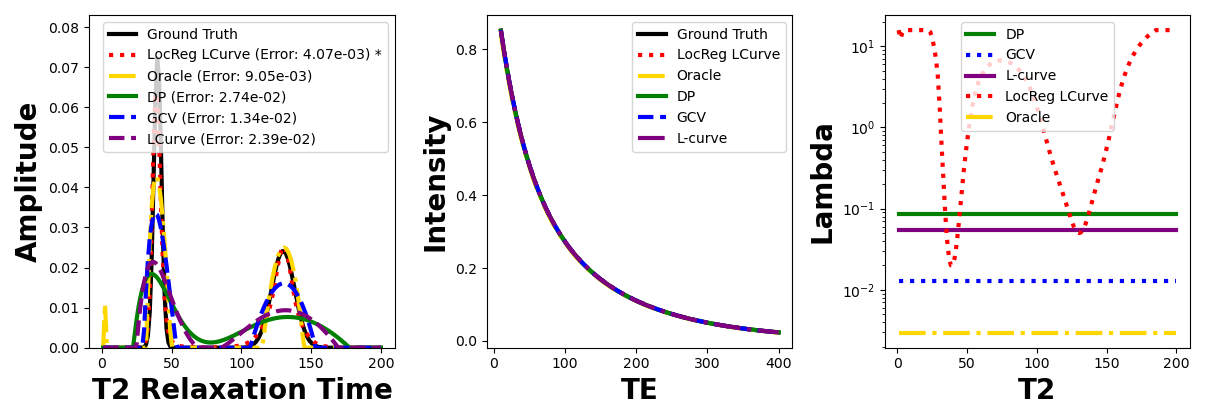 Amplitude
0.08
0.07
0.06
0.05
0.04
0.03
0.02
0.01
0.00
Ground Truth
LocReg LCurve (Error: 4.07e-03) *
Oracle (Error: 9.05e-03)
DP (Error: 2.74e-02)
GCV (Error: 1.34e-02)
LCurve (Error: 2.39e-02)
0 50 100 150 200
T2 Relaxation Time
Intensity
0.8
0.6
0.4
0.2
0.0
Ground Truth
LocReg LCurve
Oracle
DP
GCV
L-curve
0 100 200 300 400
TE
Lambda
10¹
10⁰
10⁻¹
10⁻²
DP
GCV
L-curve
LocReg LCurve
Oracle
0 50 100 150 200
T2